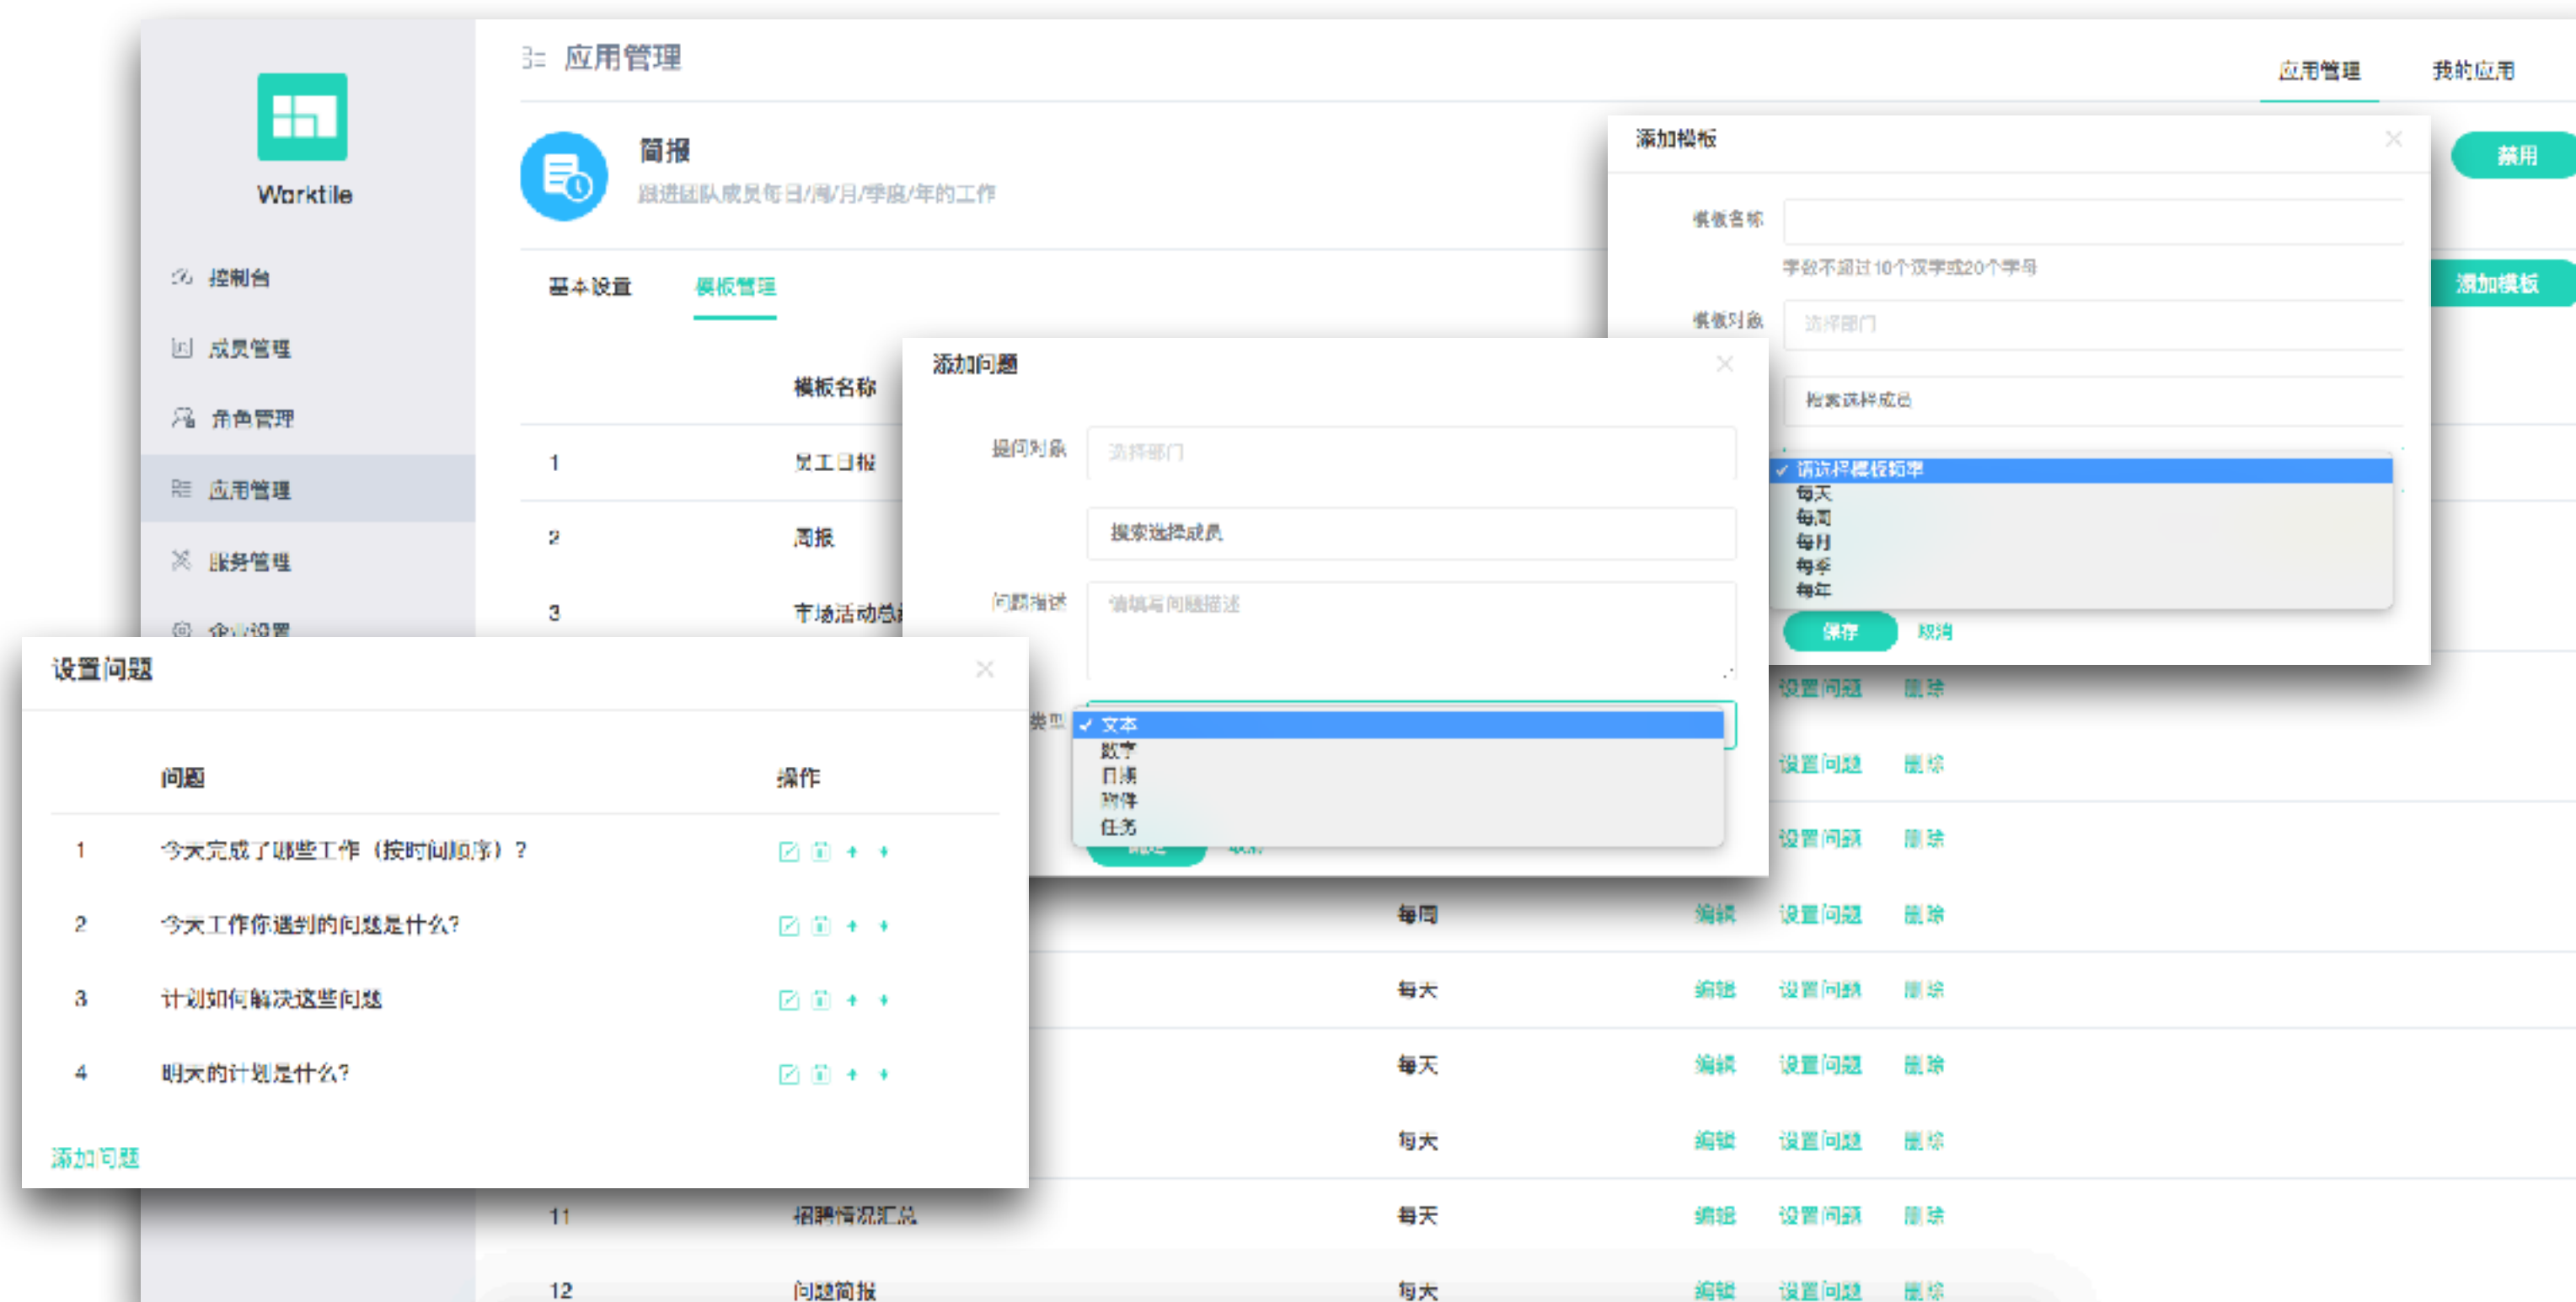 Worktile
控制台
成员管理
角色管理
应用管理
服务管理
企业设置
应用管理
应用管理 我的应用
简报
跟进团队成员每日/周/月/季度/年的工作
禁用
基本设置 模板管理
添加模板
模板名称
1 员工日报
2 周报
3 市场活动总
设置问题 删除
设置问题 删除
设置问题 删除
每周 编辑 设置问题 删除
每天 编辑 设置问题 删除
每天 编辑 设置问题 删除
每天 编辑 设置问题 删除
11 招聘情况汇总 每天 编辑 设置问题 删除
12 问题简报 每天 编辑 设置问题 删除
添加模板
模板名称
字数不超过10个汉字或20个字母
模板对象 选择部门
搜索选择成员
请选择模板频率
每天
每周
每月
每季
每年
保存 取消
添加问题
提问对象 选择部门
搜索选择成员
问题描述 请填写问题描述
类型 文本
数字
日期
附件
任务
设置问题
问题 操作
1 今天完成了哪些工作（按时间顺序）？
2 今天工作你遇到的问题是什么？
3 计划如何解决这些问题
4 明天的计划是什么？
添加问题